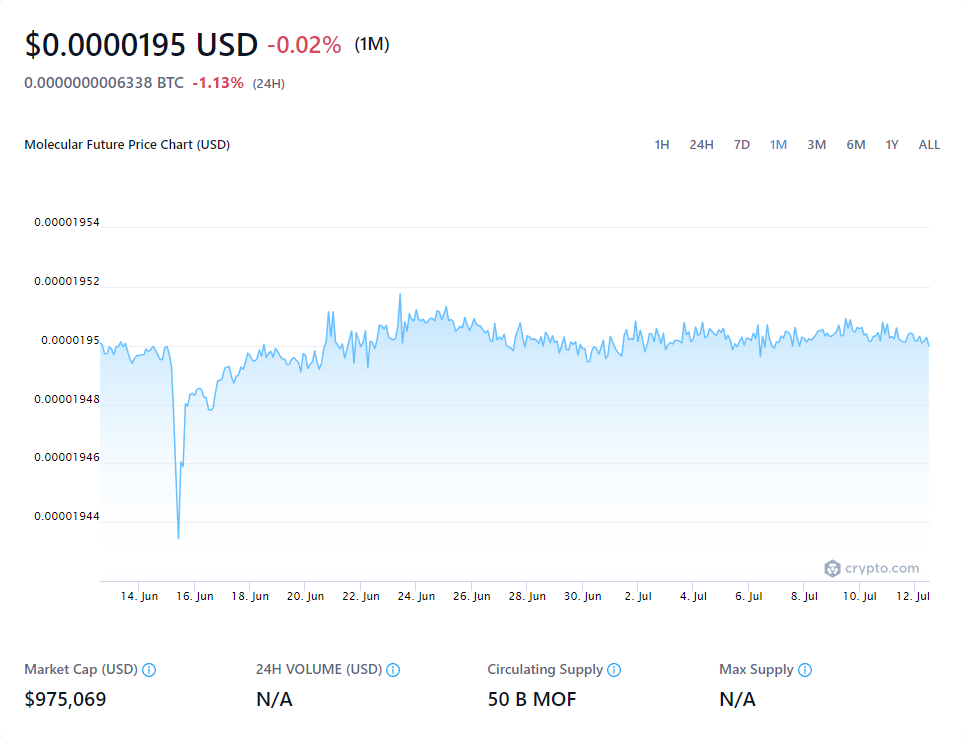 $0.0000195 USD -0.02% (1M)
0.0000000006338 BTC -1.13% (24H)
Molecular Future Price Chart (USD) 1H 24H 7D 1M 3M 6M 1Y ALL
0.00001954
0.00001952
0.0000195
0.00001948
0.00001946
0.00001944
crypto.com
14. Jun 16. Jun 18. Jun 20. Jun 22. Jun 24. Jun 26. Jun 28. Jun 30. Jun 2. Jul 4. Jul 6. Jul 8. Jul 10. Jul 12. Jul
Market Cap (USD) 24H VOLUME (USD) Circulating Supply Max Supply
$975,069 N/A 50 B MOF N/A